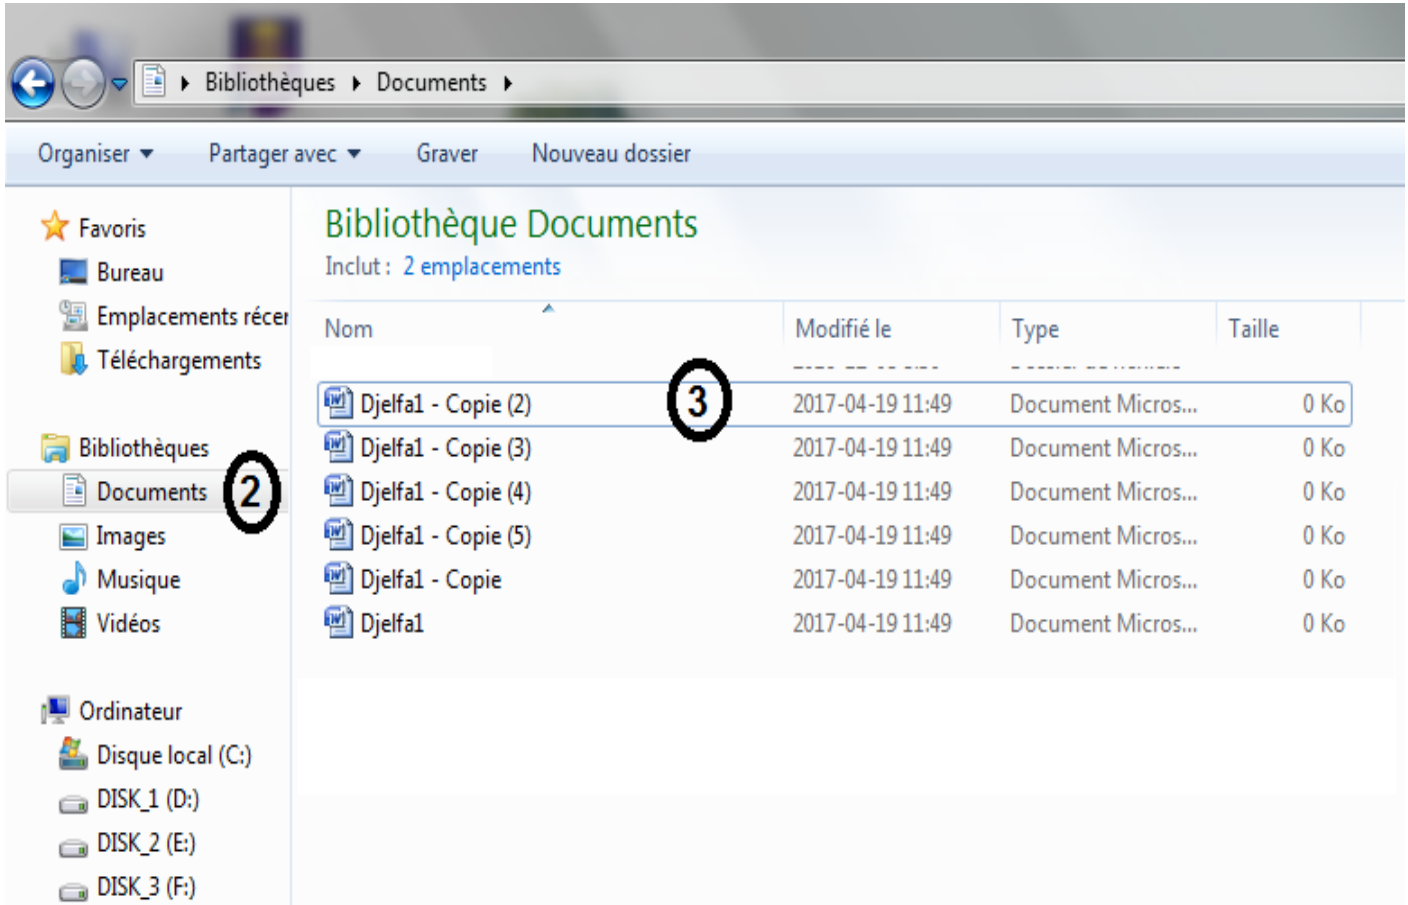 Bibliothèques Documents
Organiser Partager avec Graver Nouveau dossier
Favoris
Bureau
Emplacements récer
Téléchargements
Bibliothèques
Documents 2
Images
Musique
Vidéos
Ordinateur
Disque local (C:)
DISK_1 (D:)
DISK_2 (E:)
DISK_3 (F:)
Bibliothèque Documents
Inclut : 2 emplacements
Nom Modifié le Type Taille
Djelfa1 - Copie (2) 3 2017-04-19 11:49 Document Micros... 0 Ko
Djelfa1 - Copie (3) 2017-04-19 11:49 Document Micros... 0 Ko
Djelfa1 - Copie (4) 2017-04-19 11:49 Document Micros... 0 Ko
Djelfa1 - Copie (5) 2017-04-19 11:49 Document Micros... 0 Ko
Djelfa1 - Copie 2017-04-19 11:49 Document Micros... 0 Ko
Djelfa1 2017-04-19 11:49 Document Micros... 0 Ko